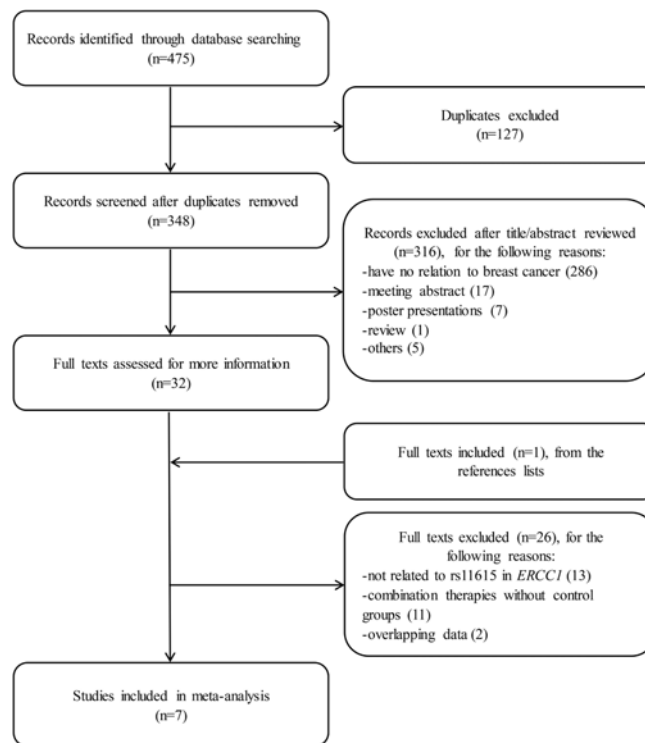 Records identified through database searching
(n=475)
Duplicates excluded
(n=127)
Records screened after duplicates removed
(n=348)
Records excluded after title/abstract reviewed
(n=316), for the following reasons:
-have no relation to breast cancer (286)
-meeting abstract (17)
-poster presentations (7)
-review (1)
-others (5)
Full texts assessed for more information
(n=32)
Full texts included (n=1), from the
references lists
Full texts excluded (n=26), for the
following reasons:
-not related to rs11615 in ERCC1 (13)
-combination therapies without control
groups (11)
-overlapping data (2)
Studies included in meta-analysis
(n=7)